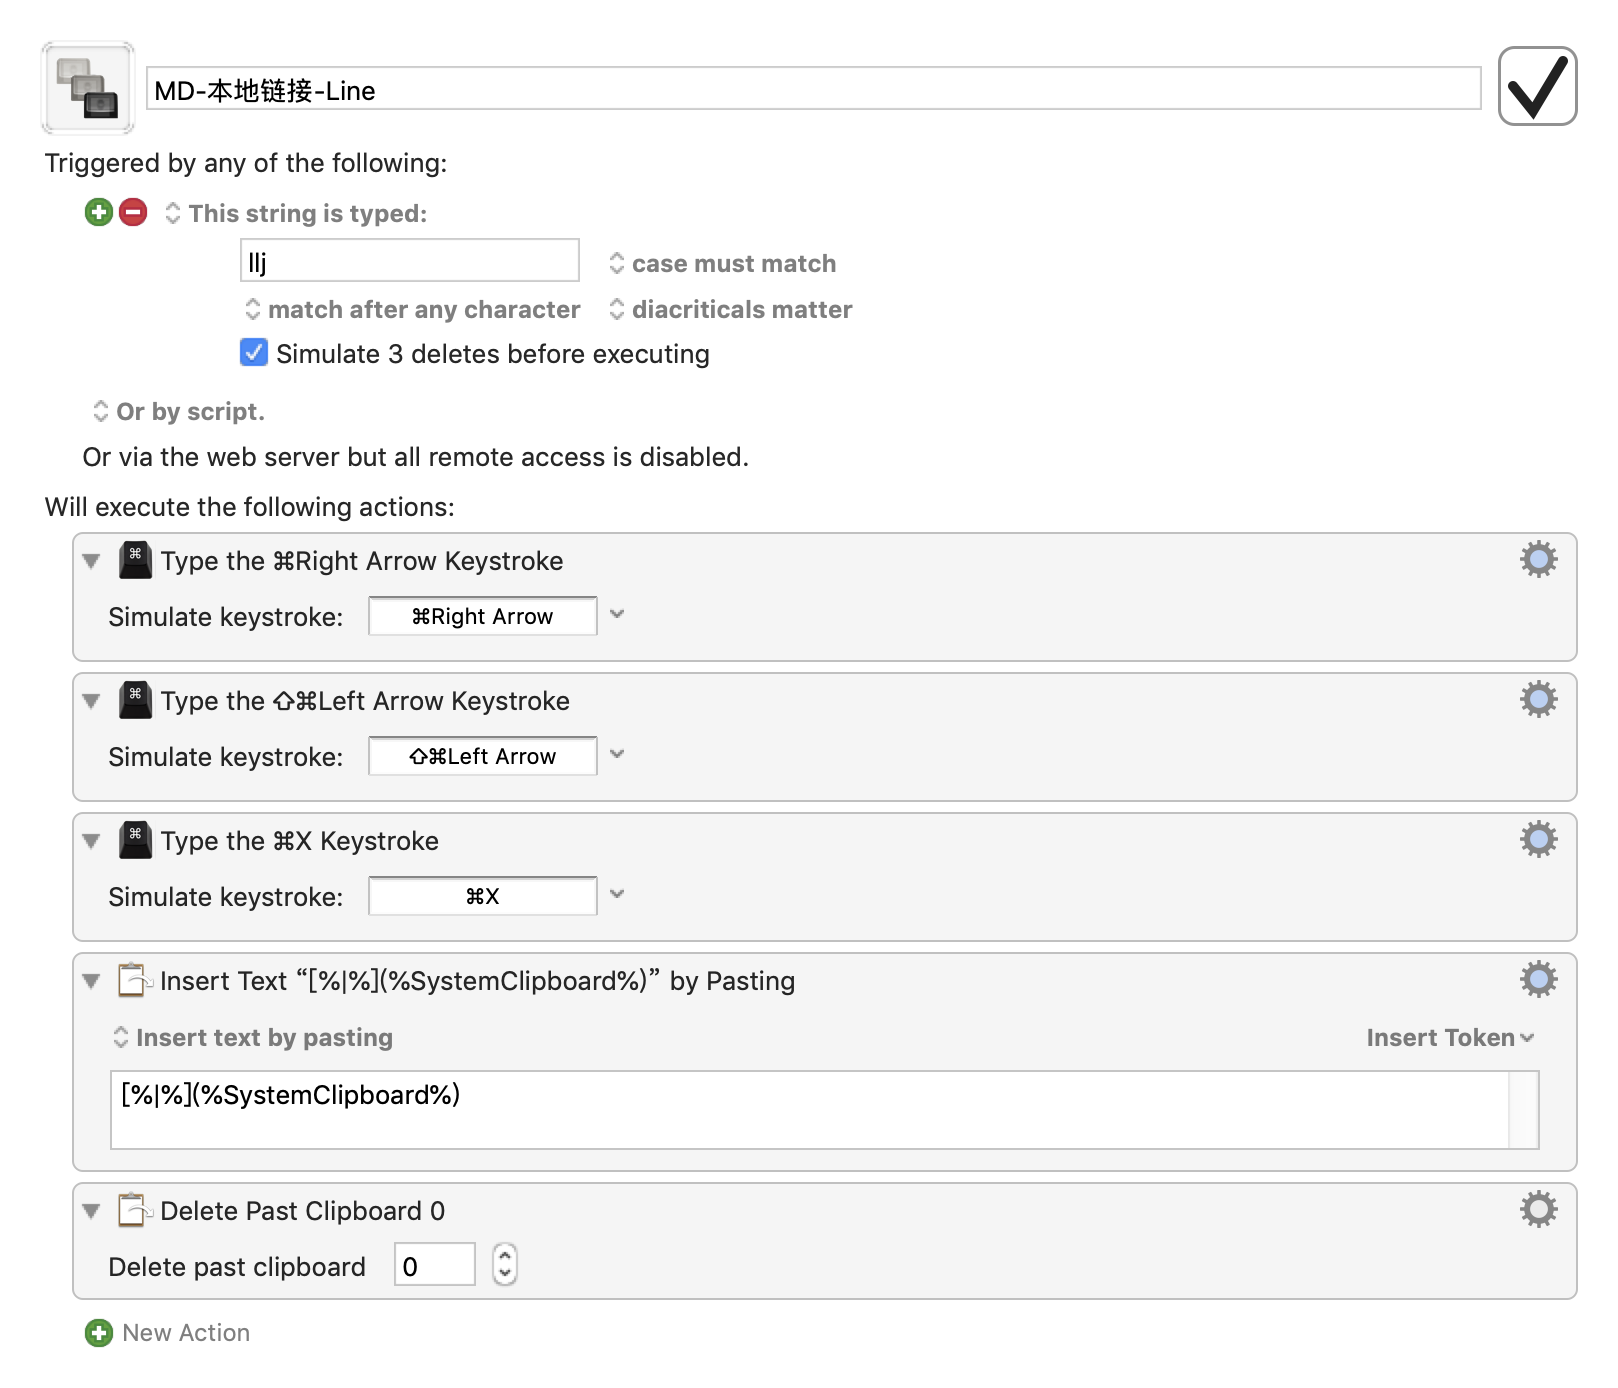 MD-本地链接-Line
Triggered by any of the following:
This string is typed:
llj
case must match
match after any character
diacriticals matter
Simulate 3 deletes before executing
Or by script.
Or via the web server but all remote access is disabled.
Will execute the following actions:
Type the ⌘Right Arrow Keystroke
Simulate keystroke: ⌘Right Arrow
Type the ⇧⌘Left Arrow Keystroke
Simulate keystroke: ⇧⌘Left Arrow
Type the ⌘X Keystroke
Simulate keystroke: ⌘X
Insert Text “[%|%](%SystemClipboard%)” by Pasting
Insert text by pasting
Insert Token
[%|%](%SystemClipboard%)
Delete Past Clipboard 0
Delete past clipboard 0
New Action